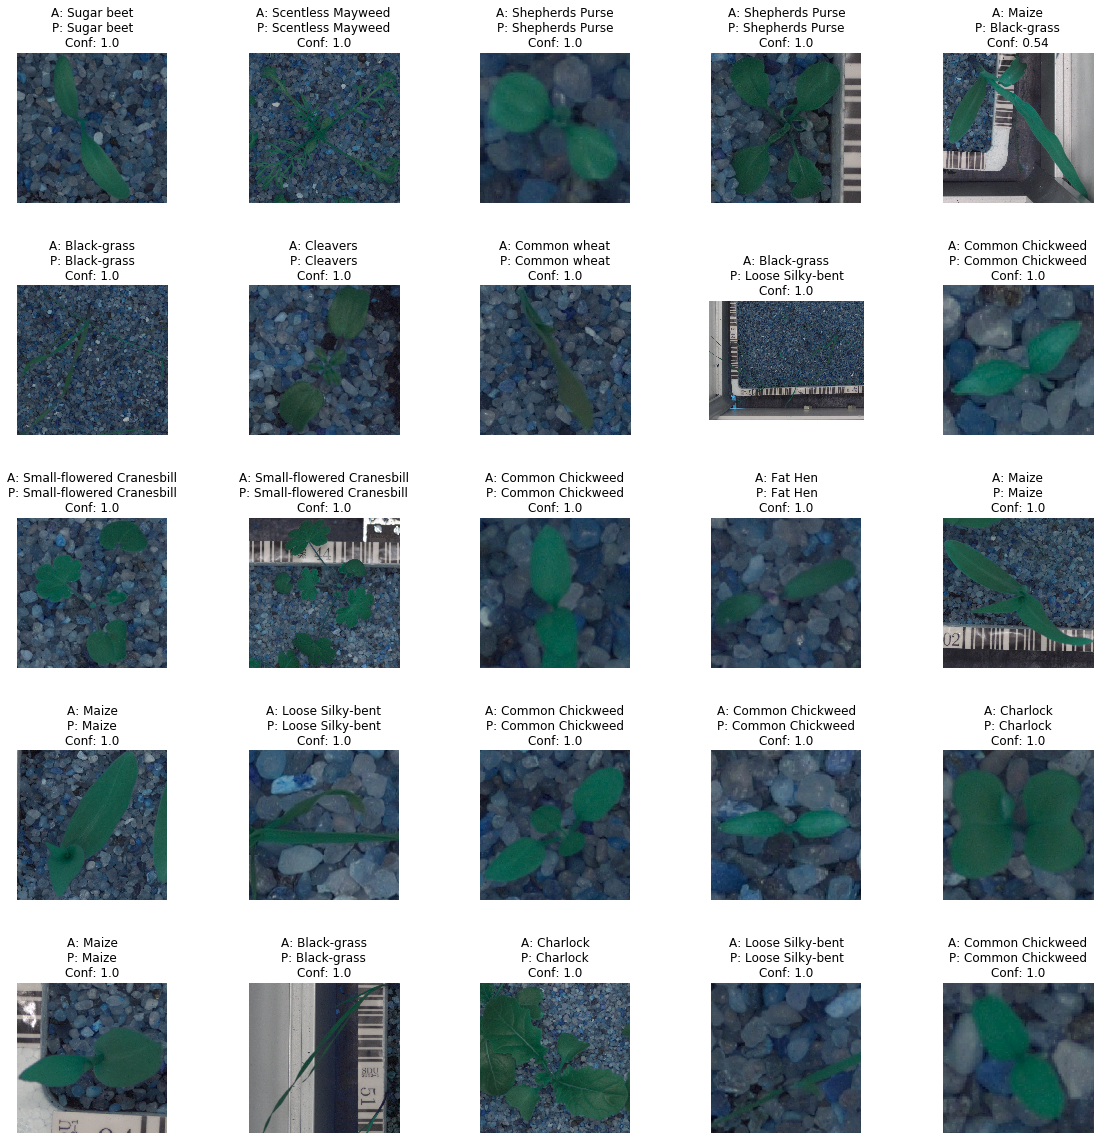 A: Sugar beet
P: Sugar beet
Conf: 1.0
A: Scentless Mayweed
P: Scentless Mayweed
Conf: 1.0
A: Shepherds Purse
P: Shepherds Purse
Conf: 1.0
A: Shepherds Purse
P: Shepherds Purse
Conf: 1.0
A: Maize
P: Black-grass
Conf: 0.54
A: Black-grass
P: Black-grass
Conf: 1.0
A: Cleavers
P: Cleavers
Conf: 1.0
A: Common wheat
P: Common wheat
Conf: 1.0
A: Black-grass
P: Loose Silky-bent
Conf: 1.0
A: Common Chickweed
P: Common Chickweed
Conf: 1.0
A: Small-flowered Cranesbill
P: Small-flowered Cranesbill
Conf: 1.0
A: Small-flowered Cranesbill
P: Small-flowered Cranesbill
Conf: 1.0
44
A: Common Chickweed
P: Common Chickweed
Conf: 1.0
A: Fat Hen
P: Fat Hen
Conf: 1.0
A: Maize
P: Maize
Conf: 1.0
02
A: Maize
P: Maize
Conf: 1.0
A: Loose Silky-bent
P: Loose Silky-bent
Conf: 1.0
A: Common Chickweed
P: Common Chickweed
Conf: 1.0
A: Common Chickweed
P: Common Chickweed
Conf: 1.0
A: Charlock
P: Charlock
Conf: 1.0
A: Maize
P: Maize
Conf: 1.0
A: Black-grass
P: Black-grass
Conf: 1.0
51
A: Charlock
P: Charlock
Conf: 1.0
A: Loose Silky-bent
P: Loose Silky-bent
Conf: 1.0
A: Common Chickweed
P: Common Chickweed
Conf: 1.0